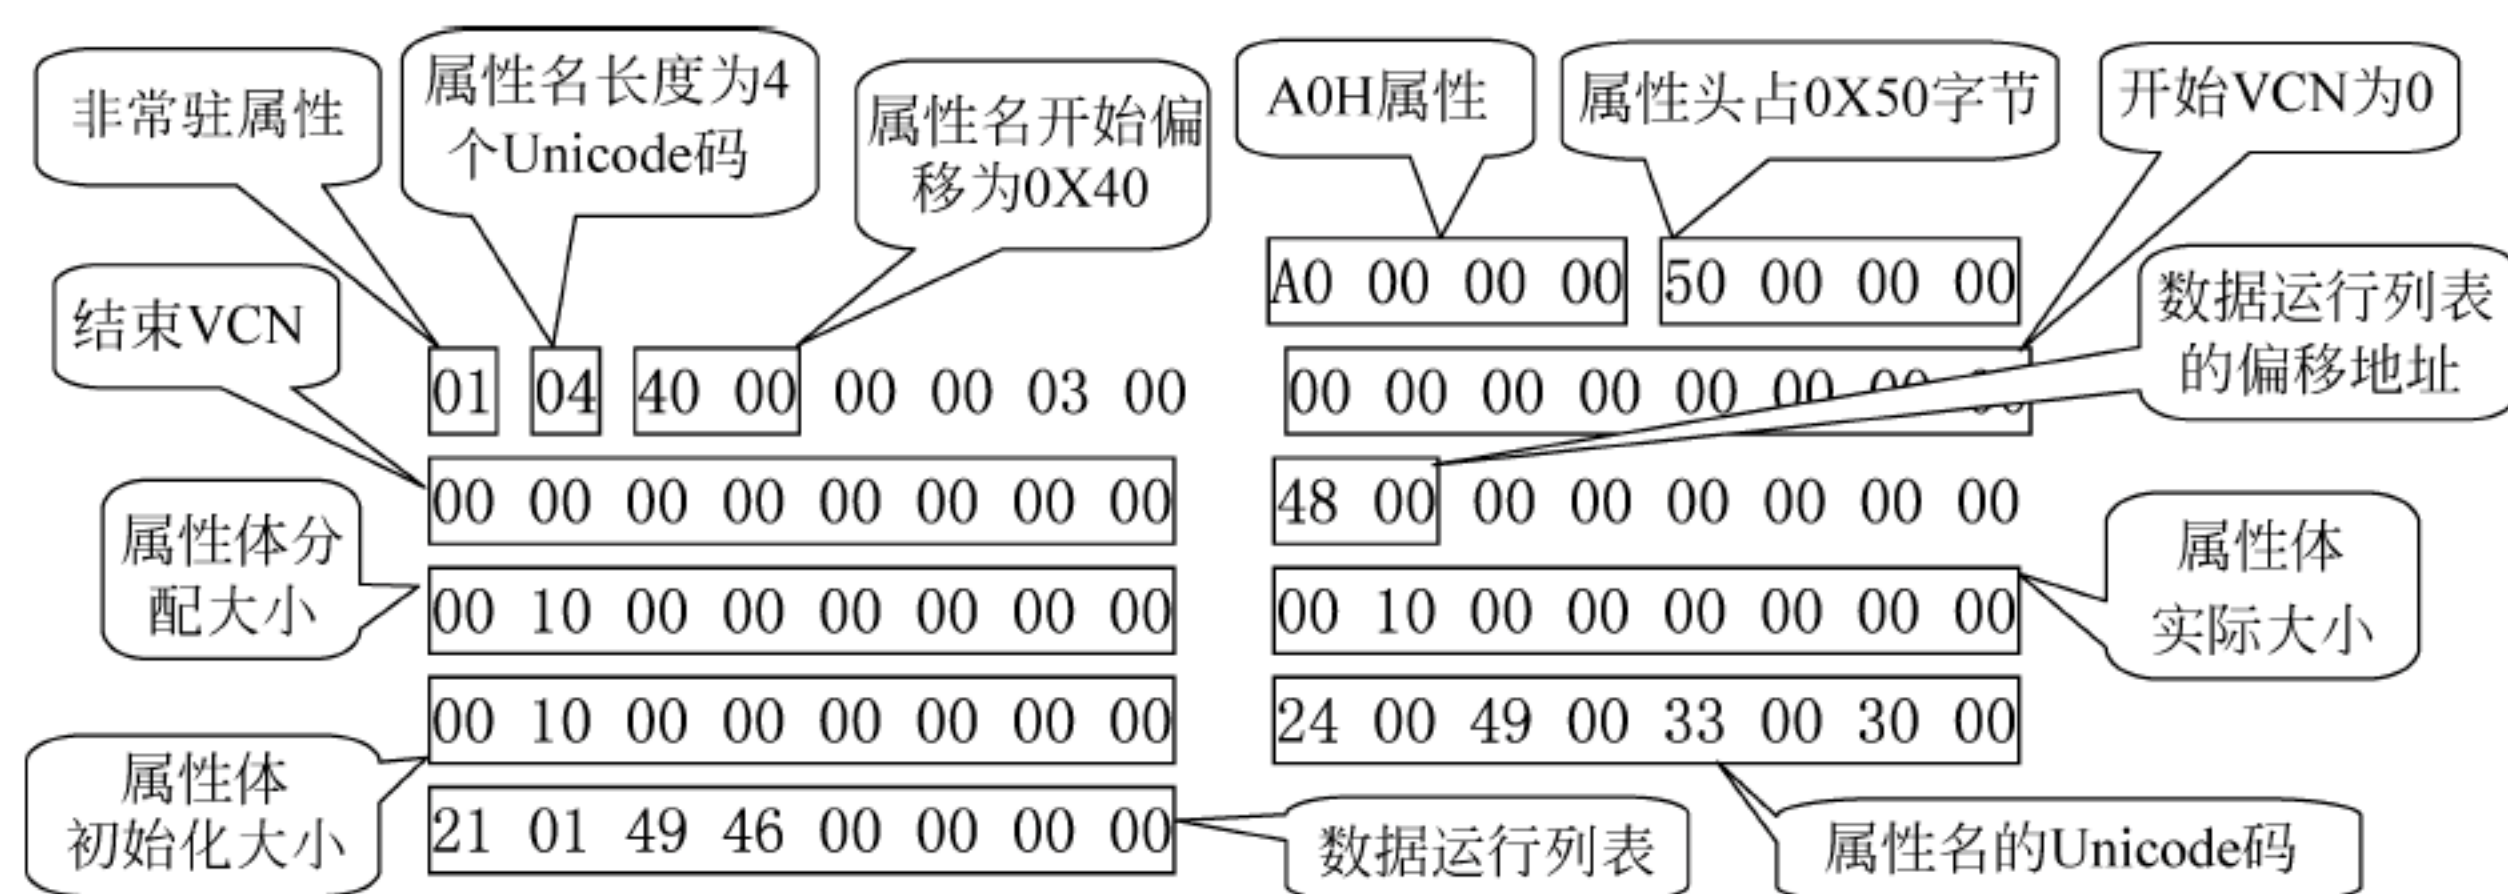 非常驻属性
属性名长度为4
个Unicode码
属性名开始偏
移为0X40
A0H属性
属性头占0X50字节
开始VCN为0
结束VCN
数据运行列表
的偏移地址
A0 00 00 00 50 00 00 00
01 04 40 00 00 00 03 00 00 00 00 00 00 00 00 00
00 00 00 00 00 00 00 00 48 00 00 00 00 00 00 00
属性体分
配大小
00 10 00 00 00 00 00 00 00 10 00 00 00 00 00 00
属性体
实际大小
00 10 00 00 00 00 00 00 24 00 49 00 33 00 30 00
属性体
初始化大小
21 01 49 46 00 00 00 00
数据运行列表
属性名的Unicode码